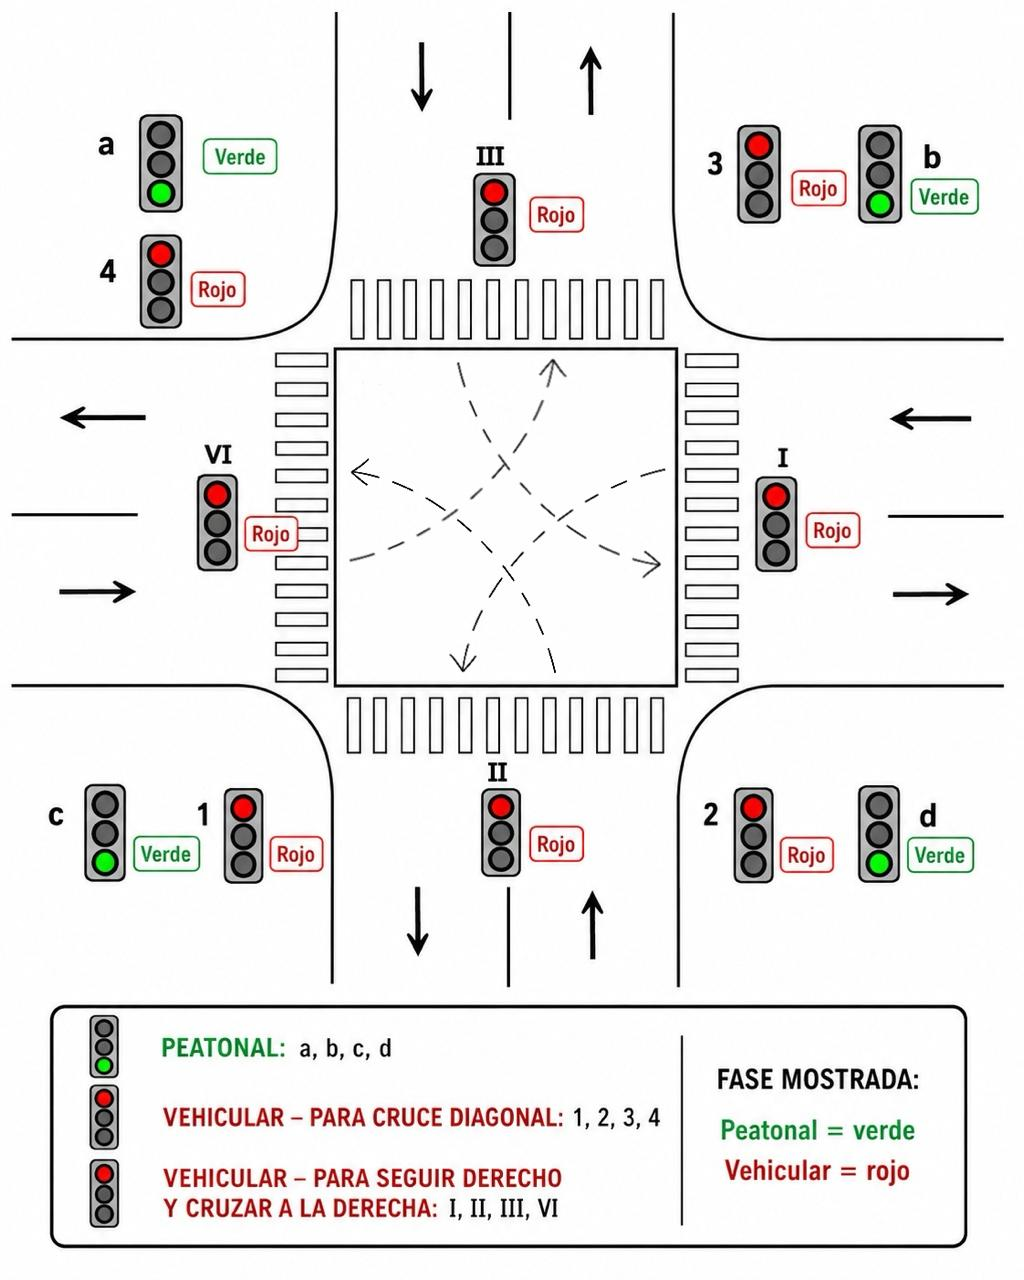 III
a
Verde
3
Rojo
b
Verde
Rojo
4
Rojo
VI
Rojo
I
Rojo
II
c
Verde
1
Rojo
Rojo
2
Rojo
d
Verde
PEATONAL: a, b, c, d
VEHICULAR – PARA CRUCE DIAGONAL: 1, 2, 3, 4
VEHICULAR – PARA SEGUIR DERECHO
Y CRUZAR A LA DERECHA: I, II, III, VI
FASE MOSTRADA:
Peatonal = verde
Vehicular = rojo